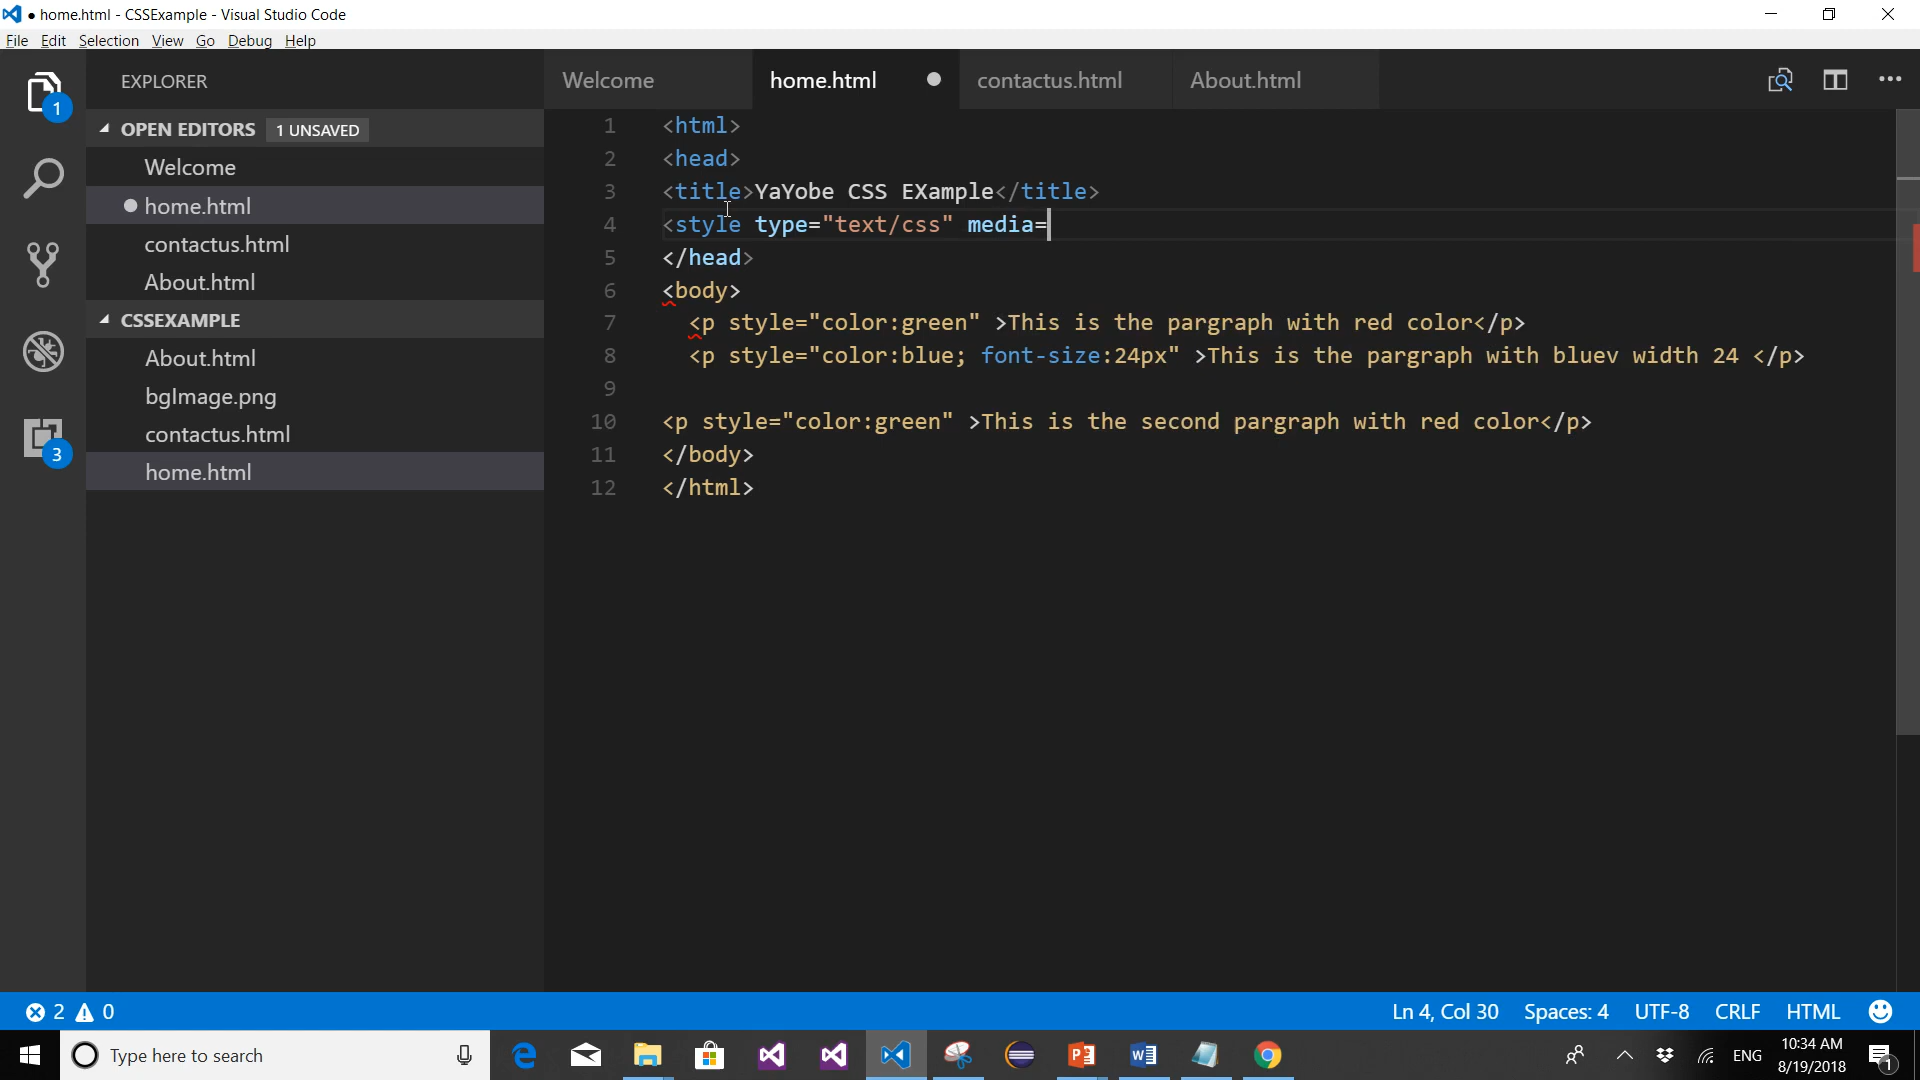 ● home.html - CSSExample - Visual Studio Code
File Edit Selection View Go Debug Help
EXPLORER
OPEN EDITORS 1 UNSAVED
Welcome
home.html
contactus.html
About.html
CSSEXAMPLE
About.html
bgImage.png
contactus.html
home.html
1
3
Welcome home.html contactus.html About.html
1 <html>
2 <head>
3 <title>YaYobe CSS EXample</title>
4 <style type="text/css" media=
5 </head>
6 <body>
7 <p style="color:green" >This is the pargraph with red color</p>
8 <p style="color:blue; font-size:24px" >This is the pargraph with bluev width 24 </p>
9
10 <p style="color:green" >This is the second pargraph with red color</p>
11 </body>
12 </html>
2 0 Ln 4, Col 30 Spaces: 4 UTF-8 CRLF HTML
Type here to search ENG 10:34 AM
8/19/2018 1